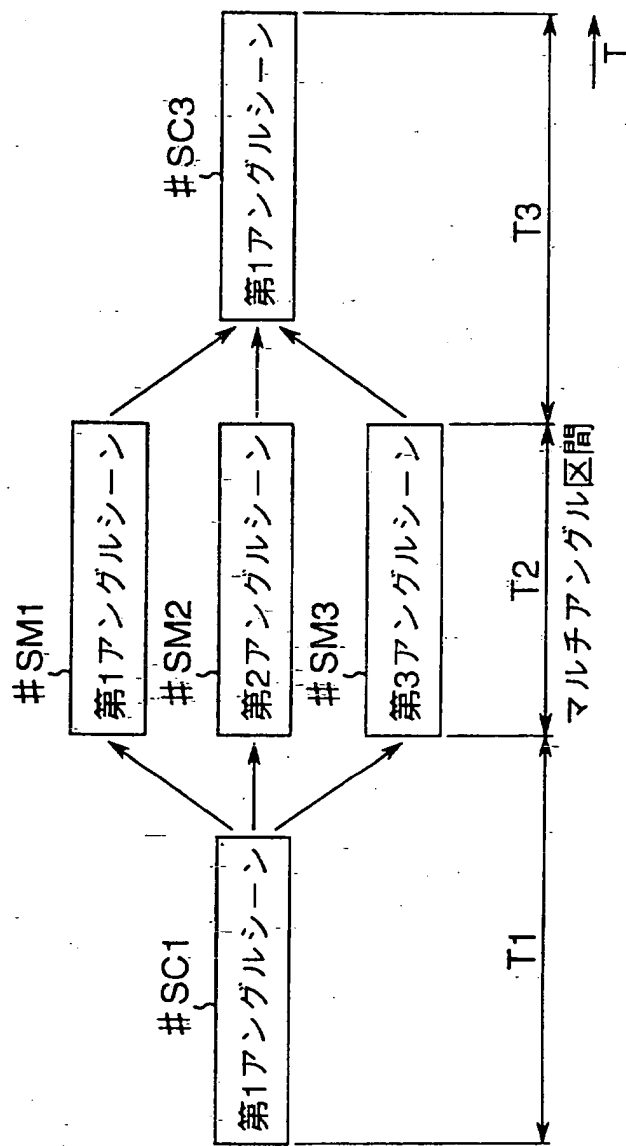 #SC1
第1アングルシーン
#SM1
第1アングルシーン
#SM2
第2アングルシーン
#SM3
第3アングルシーン
#SC3
第1アングルシーン
T1
T2
T3
マルチアングル区間
T